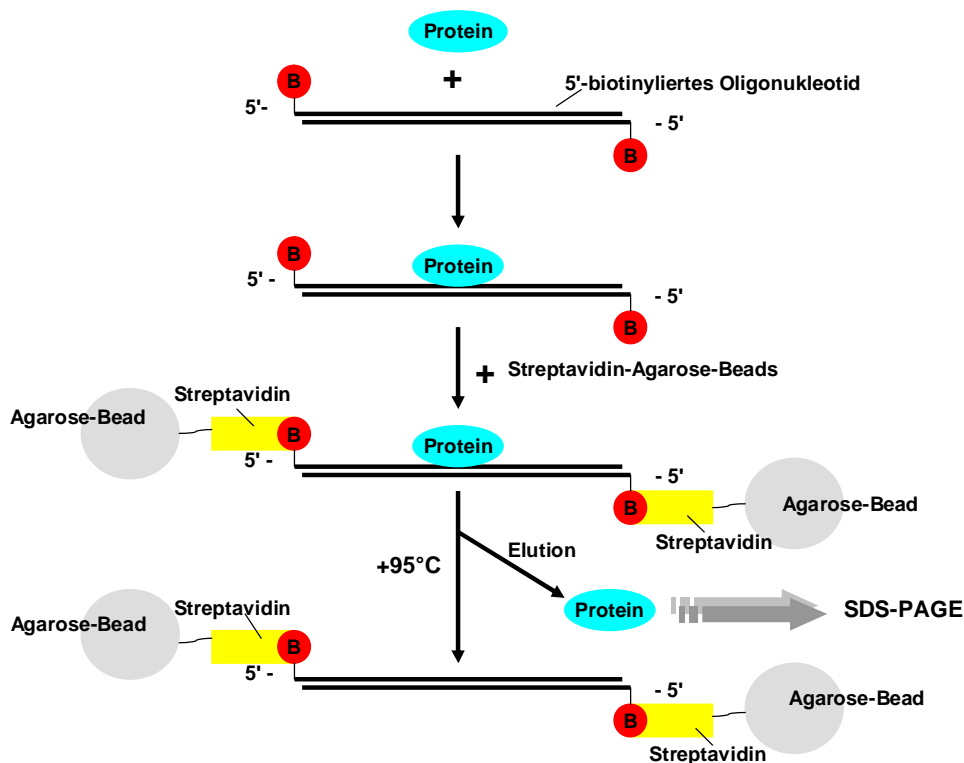 Protein
+
B
5'-biotinyliertes Oligonukleotid
5'-
- 5'
B
B
Protein
5' -
- 5'
B
+ Streptavidin-Agarose-Beads
Streptavidin
Agarose-Bead
B
Protein
5' -
- 5'
B
Agarose-Bead
Streptavidin
+95°C
Elution
Protein
SDS-PAGE
Streptavidin
Agarose-Bead
B
5' -
- 5'
Agarose-Bead
B
Streptavidin